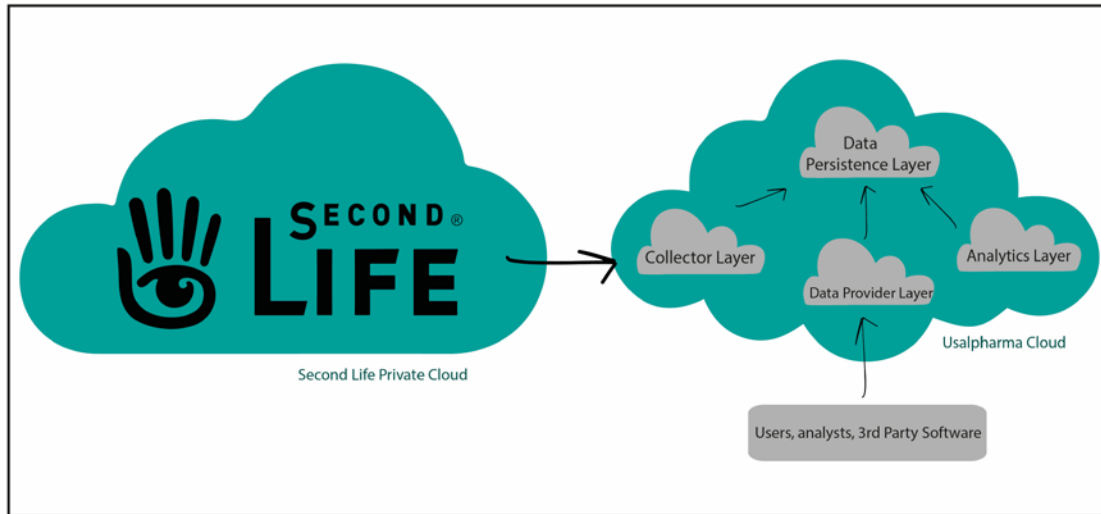 SECOND®
LIFE
Second Life Private Cloud
Data
Persistence Layer
Collector Layer
Data Provider Layer
Analytics Layer
Usalpharma Cloud
Users, analysts, 3rd Party Software